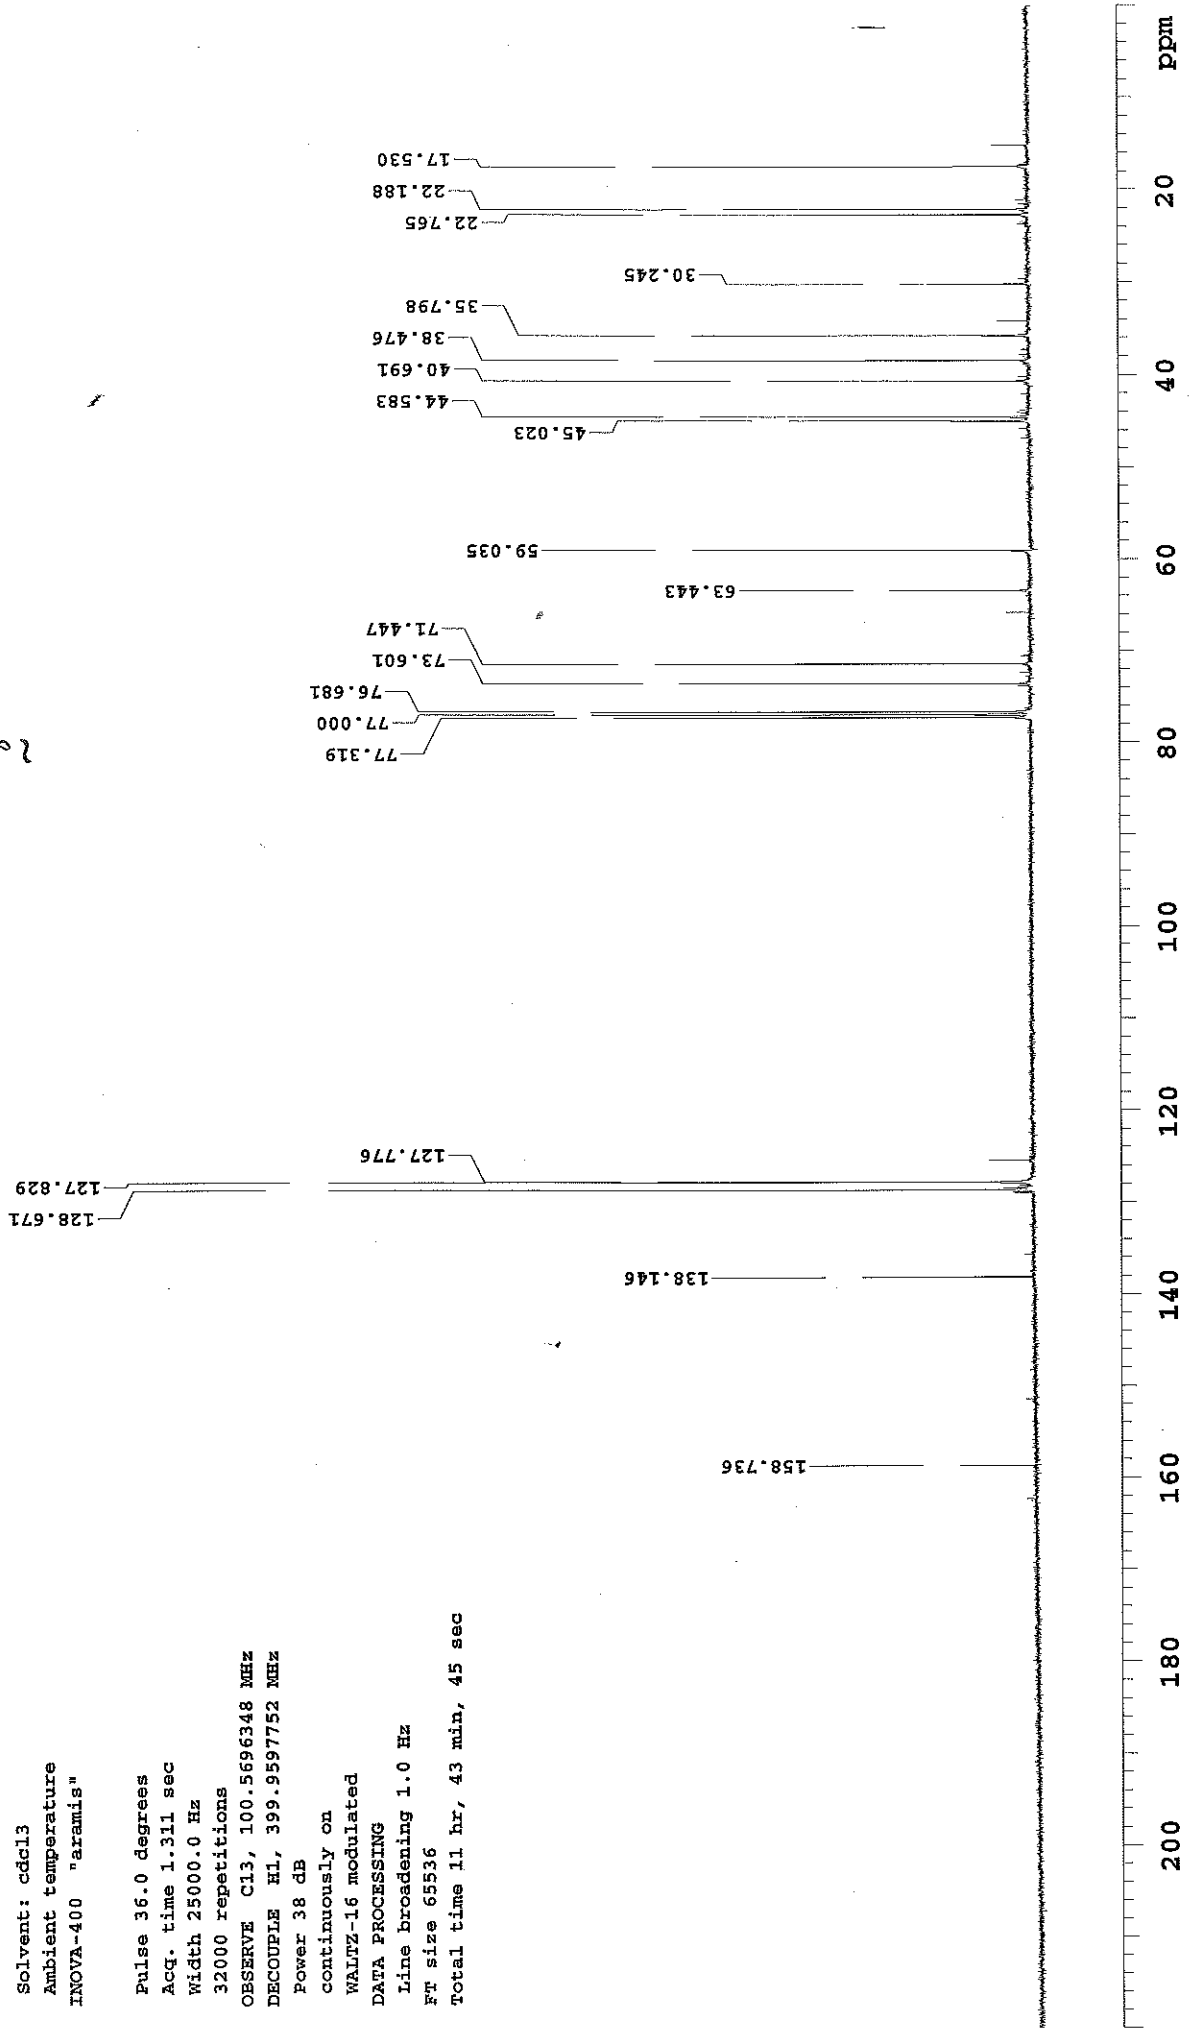 Solvent: cdcl3
Ambient temperature
INOVA-400 "aramis"
Pulse 36.0 degrees
Acq. time 1.311 sec
Width 25000.0 Hz
32000 repetitions
OBSERVE C13, 100.5696348 MHz
DECOUPLE H1, 399.9597752 MHz
Power 38 dB
continuously on
WALTZ-16 modulated
DATA PROCESSING
Line broadening 1.0 Hz
FT size 65536
Total time 11 hr, 43 min, 45 sec
158.736
138.146
128.671
127.829
127.776
77.319
77.000
76.681
73.601
71.447
63.443
59.035
45.023
44.583
40.691
38.476
35.798
30.245
22.765
22.188
17.530
200
180
160
140
120
100
80
60
40
20
ppm